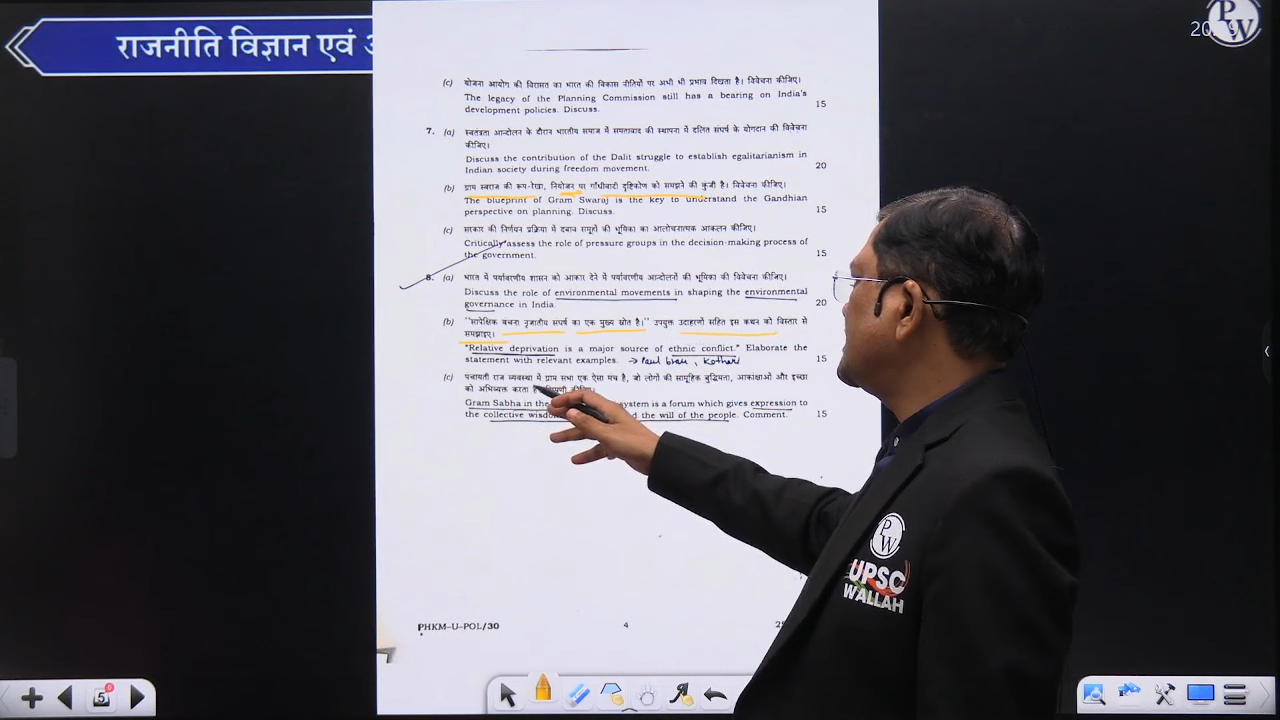 राजनीति विज्ञान एवं
PW
(c) योजना आयोग की विरासत का भारत की विकास नीतियों पर अभी भी प्रभाव दिखता है। विवेचना कीजिए।
The legacy of the Planning Commission still has a bearing on India's
development policies. Discuss. 15
7. (a) स्वतंत्रता आन्दोलन के दौरान भारतीय समाज में समतावाद की स्थापना में दलित संघर्ष के योगदान की विवेचना
कीजिए।
Discuss the contribution of the Dalit struggle to establish egalitarianism in
Indian society during freedom movement. 20
(b) ग्राम स्वराज की रूप-रेखा, नियोजन पर गाँधीवादी दृष्टिकोण को समझने की कुंजी है। विवेचना कीजिए।
The blueprint of Gram Swaraj is the key to understand the Gandhian
perspective on planning. Discuss. 15
(c) सरकार की निर्णयन प्रक्रिया में दबाव समूहों की भूमिका का आलोचनात्मक आकलन कीजिए।
Critically assess the role of pressure groups in the decision-making process of
the government. 15
8. (a) भारत में पर्यावरणीय शासन को आकार देने में पर्यावरणीय आन्दोलनों की भूमिका की विवेचना कीजिए।
Discuss the role of environmental movements in shaping the environmental
governance in India. 20
(b) "सापेक्षिक वंचना नृजातीय संघर्ष का एक मुख्य स्रोत है।" उपयुक्त उदाहरणों सहित इस कथन को विस्तार से
समझाइए।
"Relative deprivation is a major source of ethnic conflict." Elaborate the
statement with relevant examples. → Paul , 15
(c) पंचायती राज व्यवस्था में ग्राम सभा एक ऐसा मंच है, जो लोगों की सामूहिक बुद्धिमता, आकांक्षाओं और इच्छा
को अभिव्यक्त करता
Gram Sabha in the system is a forum which gives expression to
the collective the will of the people. Comment. 15
PHKM–U–POL/30 4
PW
UPSC
WALLAH
5